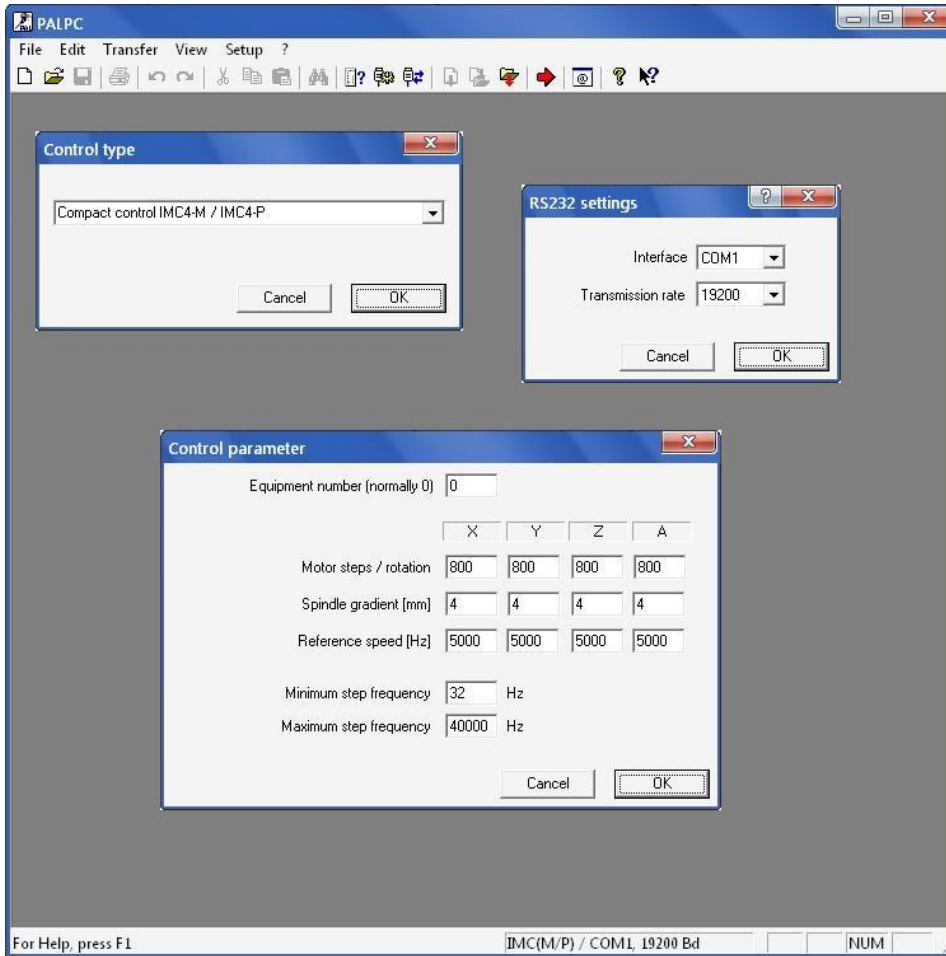 PALPC
File Edit Transfer View Setup ?
Control type
Compact control IMC4-M / IMC4-P
Cancel OK
RS232 settings
Interface COM1
Transmission rate 19200
Cancel OK
Control parameter
Equipment number (normally 0) 0
X Y Z A
Motor steps / rotation 800 800 800 800
Spindle gradient [mm] 4 4 4 4
Reference speed [Hz] 5000 5000 5000 5000
Minimum step frequency 32 Hz
Maximum step frequency 40000 Hz
Cancel OK
For Help, press F1 IMC(M/P) / COM1, 19200 Bd NUM